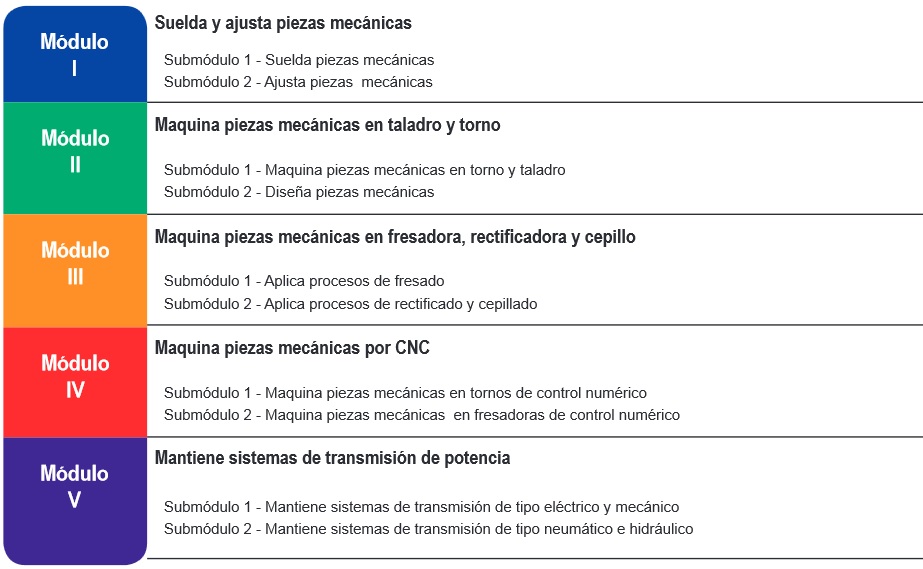 Módulo
I
Suelda y ajusta piezas mecánicas
Submódulo 1 - Suelda piezas mecánicas
Submódulo 2 - Ajusta piezas mecánicas
Módulo
II
Maquina piezas mecánicas en taladro y torno
Submódulo 1 - Maquina piezas mecánicas en torno y taladro
Submódulo 2 - Diseña piezas mecánicas
Módulo
III
Maquina piezas mecánicas en fresadora, rectificadora y cepillo
Submódulo 1 - Aplica procesos de fresado
Submódulo 2 - Aplica procesos de rectificado y cepillado
Módulo
IV
Maquina piezas mecánicas por CNC
Submódulo 1 - Maquina piezas mecánicas en tornos de control numérico
Submódulo 2 - Maquina piezas mecánicas en fresadoras de control numérico
Módulo
V
Mantiene sistemas de transmisión de potencia
Submódulo 1 - Mantiene sistemas de transmisión de tipo eléctrico y mecánico
Submódulo 2 - Mantiene sistemas de transmisión de tipo neumático e hidráulico